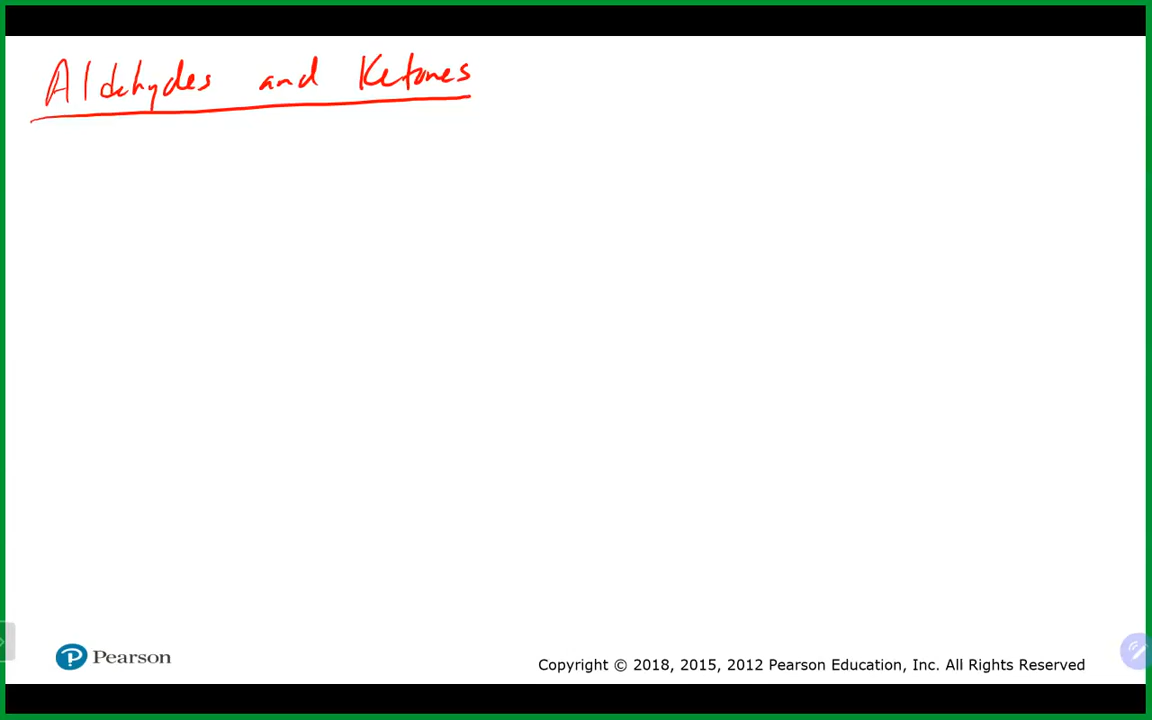 Aldehydes and Ketones
Pearson
Copyright © 2018, 2015, 2012 Pearson Education, Inc. All Rights Reserved